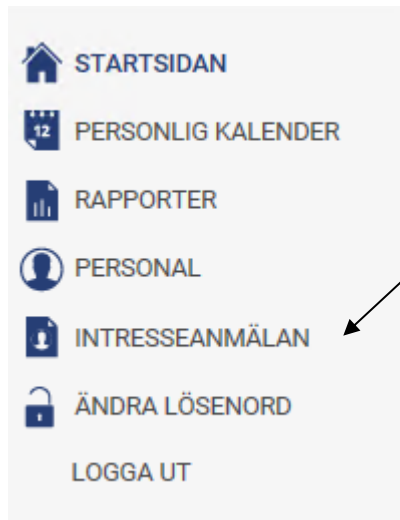 STARTSIDAN
12
PERSONLIG KALENDER
RAPPORTER
PERSONAL
INTRESSEANMÄLAN
ÄNDRA LÖSENORD
LOGGA UT